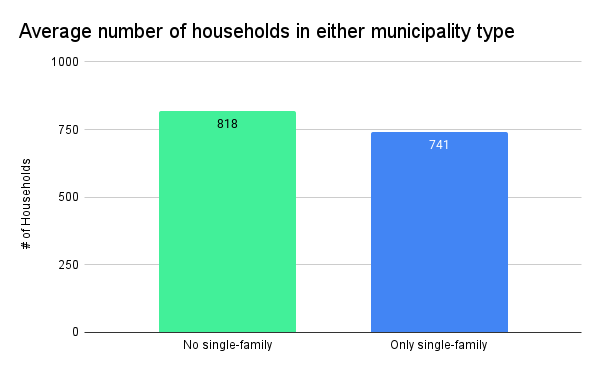 Average number of households in either municipality type
# of Households
1000
750
500
250
0
818
741
No single-family
Only single-family